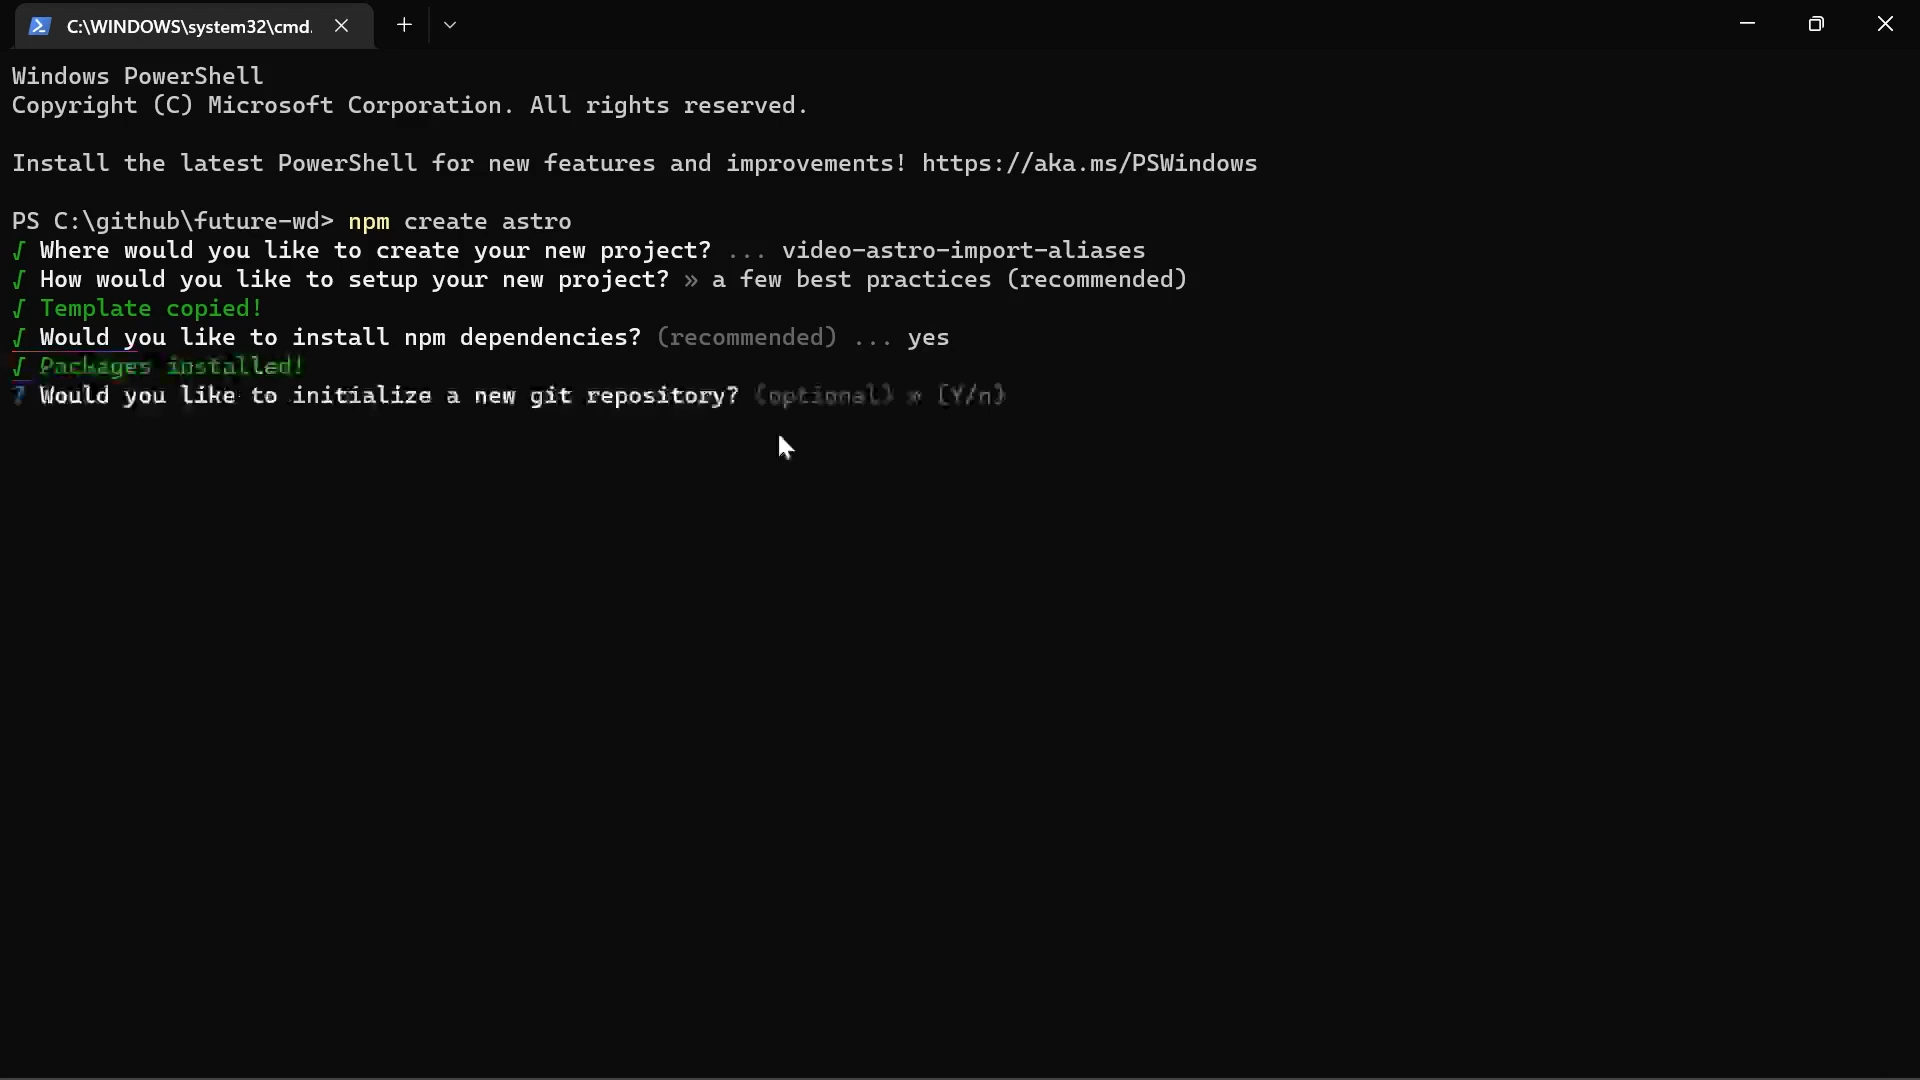 C:\WINDOWS\system32\cmd.
Windows PowerShell
Copyright (C) Microsoft Corporation. All rights reserved.
Install the latest PowerShell for new features and improvements! https://aka.ms/PSWindows
PS C:\github\future-wd> npm create astro
√ Where would you like to create your new project? ... video-astro-import-aliases
√ How would you like to setup your new project? » a few best practices (recommended)
√ Template copied!
√ Would you like to install npm dependencies? (recommended) ... yes
√ Packages installed!
? Would you like to initialize a new git repository? (optional) » (Y/n)